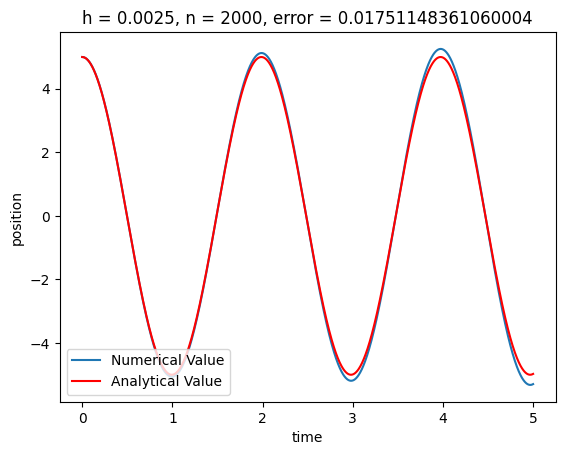 h = 0.0025, n = 2000, error = 0.01751148361060004
position
4
2
0
−2
−4
Numerical Value
Analytical Value
0 1 2 3 4 5
time